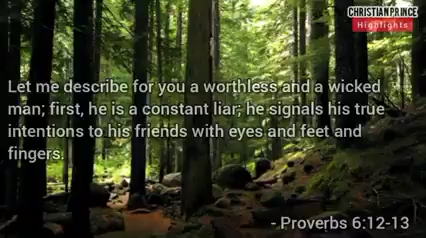 CHRISTIAN PRINCE
Highlights
Let me describe for you a worthless and a wicked
man; first, he is a constant liar; he signals his true
intentions to his friends with eyes and feet and
fingers.
- Proverbs 6:12-13